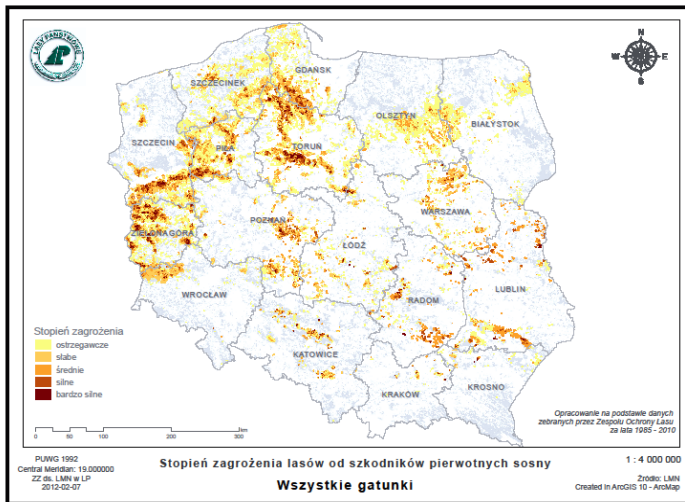 LASY PAŃSTWOWE
N
W E
S
GDAŃSK
SZCZECINEK
OLSZTYN
BIAŁYSTOK
SZCZECIN
PIŁA
TORUŃ
WARSZAWA
POZNAŃ
ZIELONA GÓRA
ŁÓDŹ
WROCŁAW
LUBLIN
RADOM
KATOWICE
KRAKÓW
KROSNO
Stopień zagrożenia
ostrzegawcze
słabe
średnie
silne
bardzo silne
0 50 100 200 300
km
Opracowanie na podstawie danych
zebranych przez Zespoły Ochrony Lasu
za lata 1985 - 2010
PUWG 1992
Central Meridian: 19.000000
ZZ ds. LMN w LP
2012-02-07
Stopień zagrożenia lasów od szkodników pierwotnych sosny
Wszystkie gatunki
1 : 4 000 000
Źródło: LMN
Created in ArcGIS 10 - ArcMap